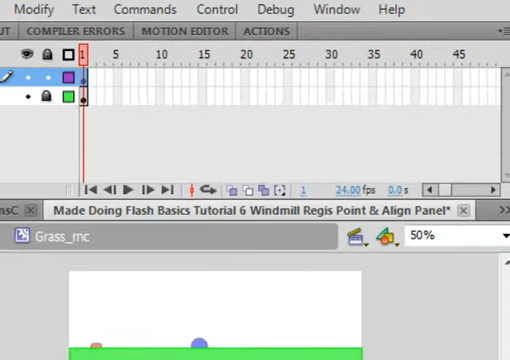 Modify Text Commands Control Debug Window Help
UT COMPILER ERRORS MOTION EDITOR ACTIONS
1 5 10 15 20 25 30 35 40 45
1 24.00 fps 0.0 s
nsC Made Doing Flash Basics Tutorial 6 Windmill Regis Point & Align Panel*
Grass_mc 50%